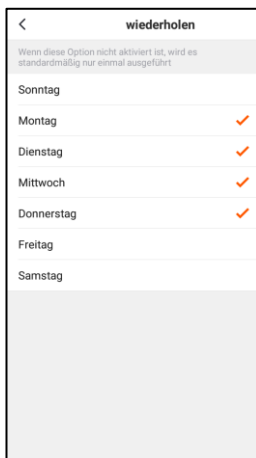 wiederholen
Wenn diese Option nicht aktiviert ist, wird es
standardmäßig nur einmal ausgeführt
Sonntag
Montag
Dienstag
Mittwoch
Donnerstag
Freitag
Samstag